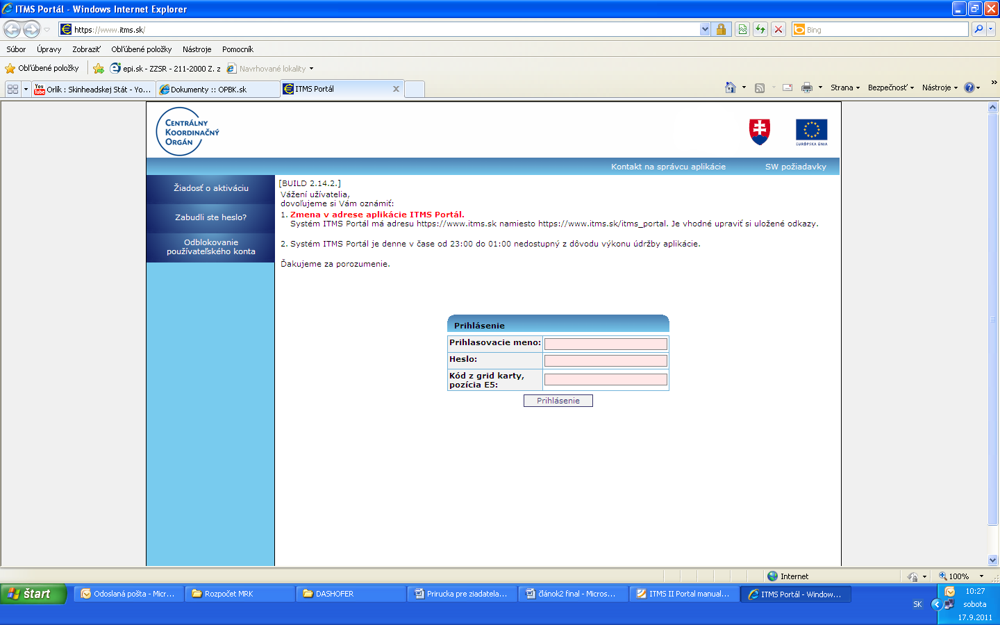 ITMS Portál - Windows Internet Explorer
https://www.itms.sk/
Bing
Súbor Úpravy Zobraziť Obľúbené položky Nástroje Pomocník
Obľúbené položky epi.sk - ZZSR - 211-2000 Z. z Navrhované lokality
You Tube Orlík : Skinheadskej Stát - Yo... Dokumenty :: OPBK.sk ITMS Portál Strana Bezpečnosť Nástroje
CENTRÁLNY
KOORDINAČNÝ
ORGÁN
EURÓPSKA ÚNIA
Kontakt na správcu aplikácie SW požiadavky
Žiadosť o aktiváciu
Zabudli ste heslo?
Odblokovanie
používateľského konta
[BUILD 2.14.2.]
Vážení užívatelia,
dovoľujeme si Vám oznámiť:
1. Zmena v adrese aplikácie ITMS Portál.
Systém ITMS Portál má adresu https://www.itms.sk namiesto https://www.itms.sk/itms_portal. Je vhodné upraviť si uložené odkazy.
2. Systém ITMS Portál je denne v čase od 23:00 do 01:00 nedostupný z dôvodu výkonu údržby aplikácie.
Ďakujeme za porozumenie.
Prihlásenie
Prihlasovacie meno:
Heslo:
Kód z grid karty,
pozícia E5:
Prihlásenie
Internet 100%
štart Odoslaná pošta - Micr... Rozpočet MRK DASHOFER Prirucka pre ziadatela... článok2 final - Micros... ITMS II Portal manual... ITMS Portál - Window...
SK
10:27
sobota
17.9.2011